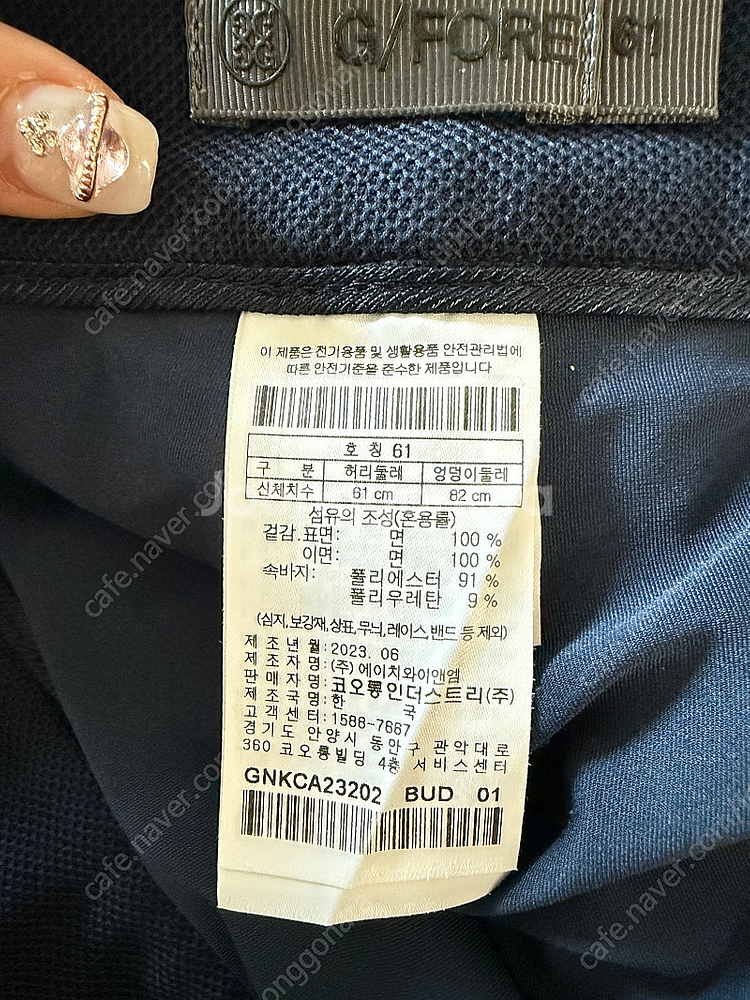 G/FORE 61
이 제품은 전기용품 및 생활용품 안전관리법에
따른 안전기준을 준수한 제품입니다
호 칭 61
구 분 허리둘레 엉덩이둘레
신체치수 61 cm 82 cm
섬유의 조성(혼용률)
겉감.표면: 면 100 %
이면: 면 100 %
속바지: 폴리에스터 91 %
폴리우레탄 9 %
(심지,보강재,상표,무늬,레이스,밴드 등 제외)
제 조 년 월:2023. 06
제 조 자 명:(주) 에이치와이앤엠
판 매 자 명:코오롱인더스트리(주)
제 조 국 명:한 국
고 객 센 터:1588-7667
경 기 도 안 양 시 동 안 구 관 악 대 로
360 코 오 롱 빌 딩 4층 서 비 스 센 터
GNKCA23202 BUD 01
cafe.naver.com